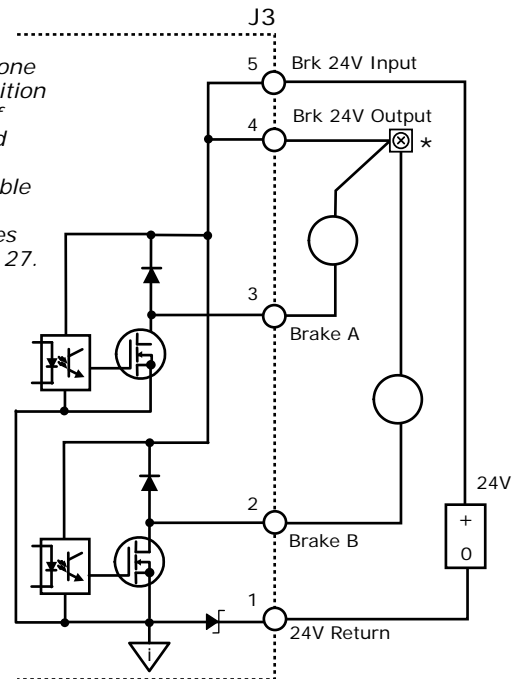 J3
one
ition
f
d
ble
es
27.
5 Brk 24V Input
4 Brk 24V Output
*
3
Brake A
24V
+
0
2
Brake B
1
24V Return
i